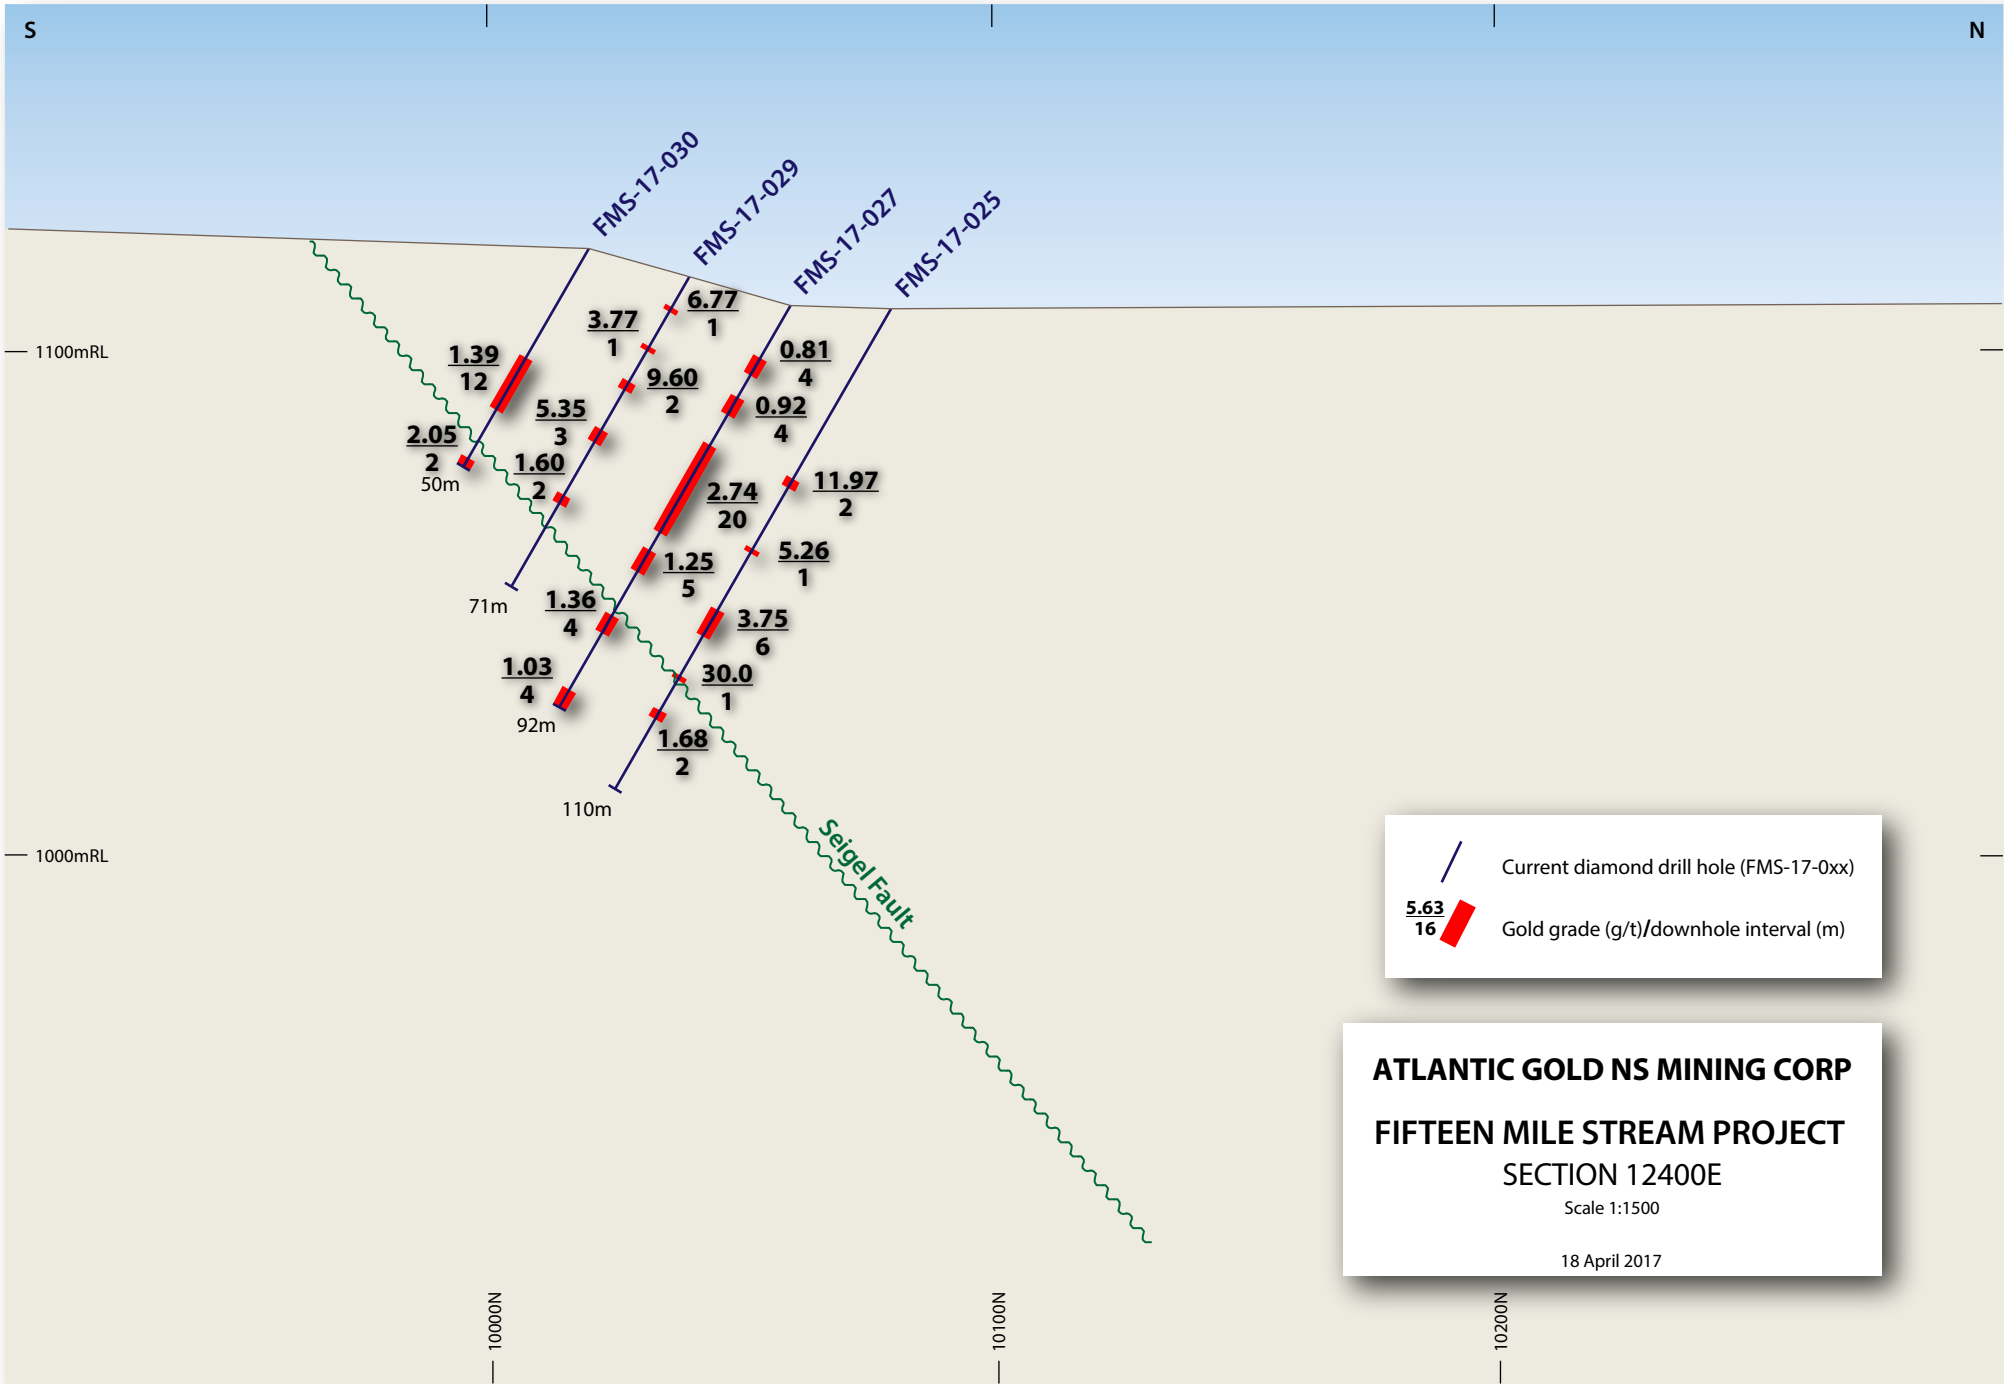 S
N
FMS-17-030
FMS-17-029
FMS-17-027
FMS-17-025
1100mRL
1000mRL
1.39
12
2.05
2
50m
6.77
1
3.77
1
9.60
2
5.35
3
1.60
2
71m
0.81
4
0.92
4
2.74
20
1.25
5
1.36
4
1.03
4
92m
11.97
2
5.26
1
3.75
6
30.0
1
1.68
2
110m
Seigel Fault
Current diamond drill hole (FMS-17-0xx)
5.63
16
Gold grade (g/t)/downhole interval (m)
ATLANTIC GOLD NS MINING CORP
FIFTEEN MILE STREAM PROJECT
SECTION 12400E
Scale 1:1500
18 April 2017
10000N
10100N
10200N